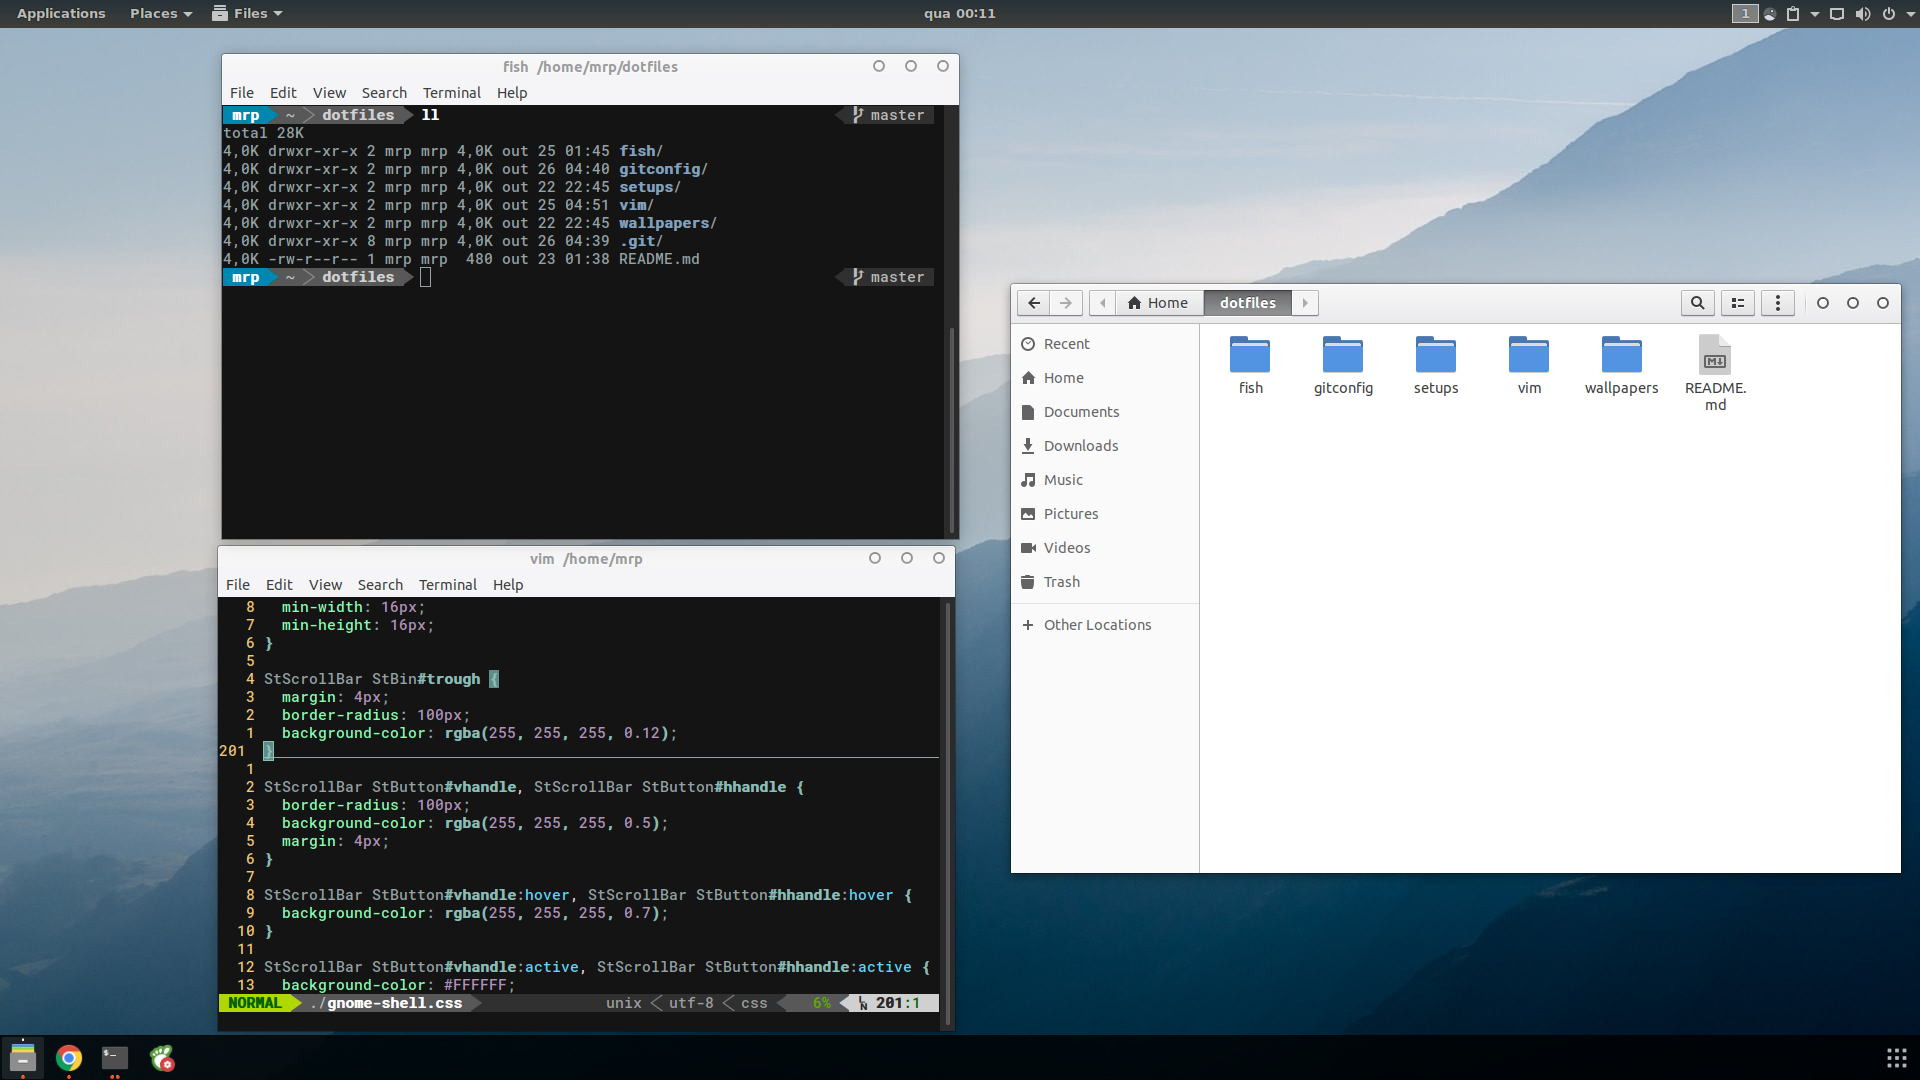 Applications Places Files qua 00:11 1
fish /home/mrp/dotfiles
File Edit View Search Terminal Help
mrp ~ dotfiles ll master
total 28K
4,0K drwxr-xr-x 2 mrp mrp 4,0K out 25 01:45 fish/
4,0K drwxr-xr-x 2 mrp mrp 4,0K out 26 04:40 gitconfig/
4,0K drwxr-xr-x 2 mrp mrp 4,0K out 22 22:45 setups/
4,0K drwxr-xr-x 2 mrp mrp 4,0K out 25 04:51 vim/
4,0K drwxr-xr-x 2 mrp mrp 4,0K out 22 22:45 wallpapers/
4,0K drwxr-xr-x 8 mrp mrp 4,0K out 26 04:39 .git/
4,0K -rw-r--r-- 1 mrp mrp  480 out 23 01:38 README.md
mrp ~ dotfiles master
vim /home/mrp
File Edit View Search Terminal Help
8   min-width: 16px;
7   min-height: 16px;
6 }
5
4 StScrollBar StBin#trough {
3   margin: 4px;
2   border-radius: 100px;
1   background-color: rgba(255, 255, 255, 0.12);
201 }
1
2 StScrollBar StButton#vhandle, StScrollBar StButton#hhandle {
3   border-radius: 100px;
4   background-color: rgba(255, 255, 255, 0.5);
5   margin: 4px;
6 }
7
8 StScrollBar StButton#vhandle:hover, StScrollBar StButton#hhandle:hover {
9   background-color: rgba(255, 255, 255, 0.7);
10 }
11
12 StScrollBar StButton#vhandle:active, StScrollBar StButton#hhandle:active {
13   background-color: #FFFFFF;
NORMAL ./gnome-shell.css unix utf-8 css 6% LN 201:1
Home dotfiles
Recent
Home
Documents
Downloads
Music
Pictures
Videos
Trash
+ Other Locations
fish gitconfig setups vim wallpapers README.
md